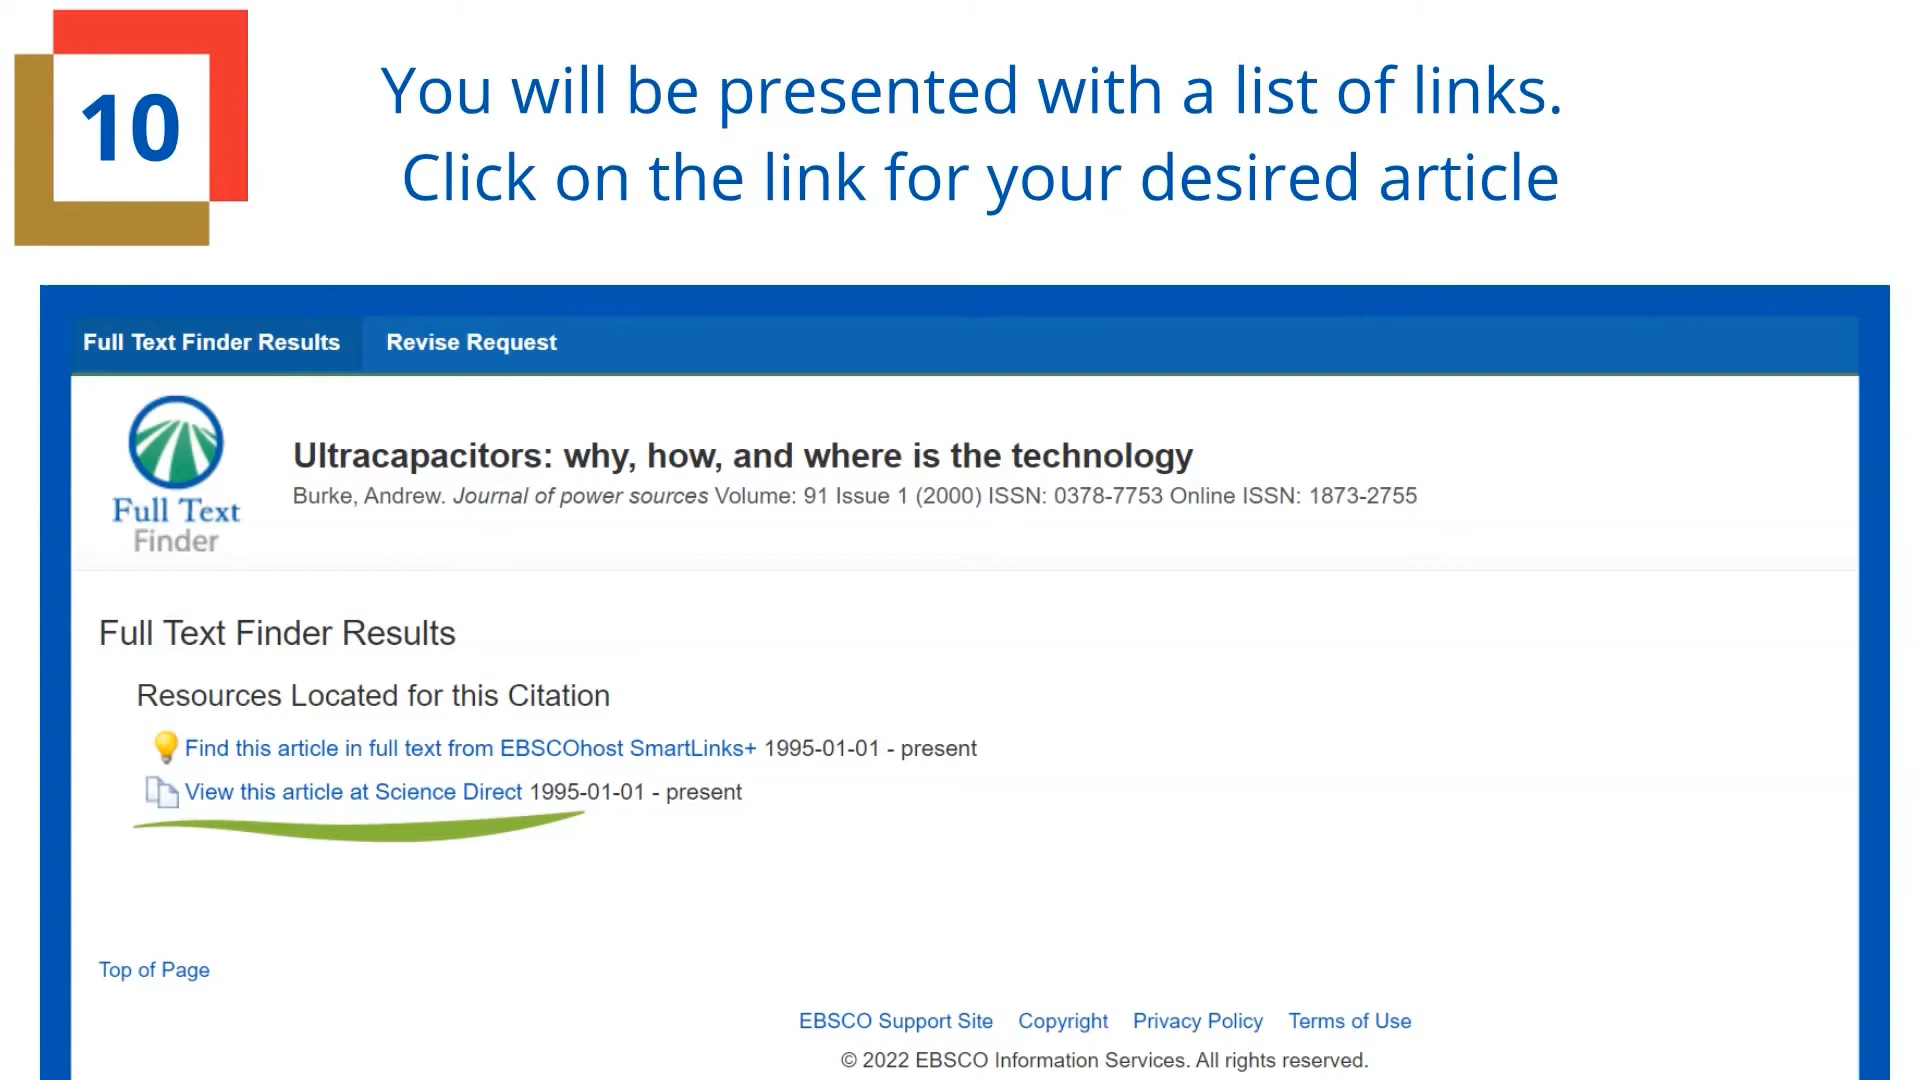 10
You will be presented with a list of links.
Click on the link for your desired article
Full Text Finder Results
Revise Request
Full Text
Finder
Ultracapacitors: why, how, and where is the technology
Burke, Andrew. Journal of power sources Volume: 91 Issue 1 (2000) ISSN: 0378-7753 Online ISSN: 1873-2755
Full Text Finder Results
Resources Located for this Citation
Find this article in full text from EBSCOhost SmartLinks+ 1995-01-01 - present
View this article at Science Direct 1995-01-01 - present
Top of Page
EBSCO Support Site Copyright Privacy Policy Terms of Use
© 2022 EBSCO Information Services. All rights reserved.